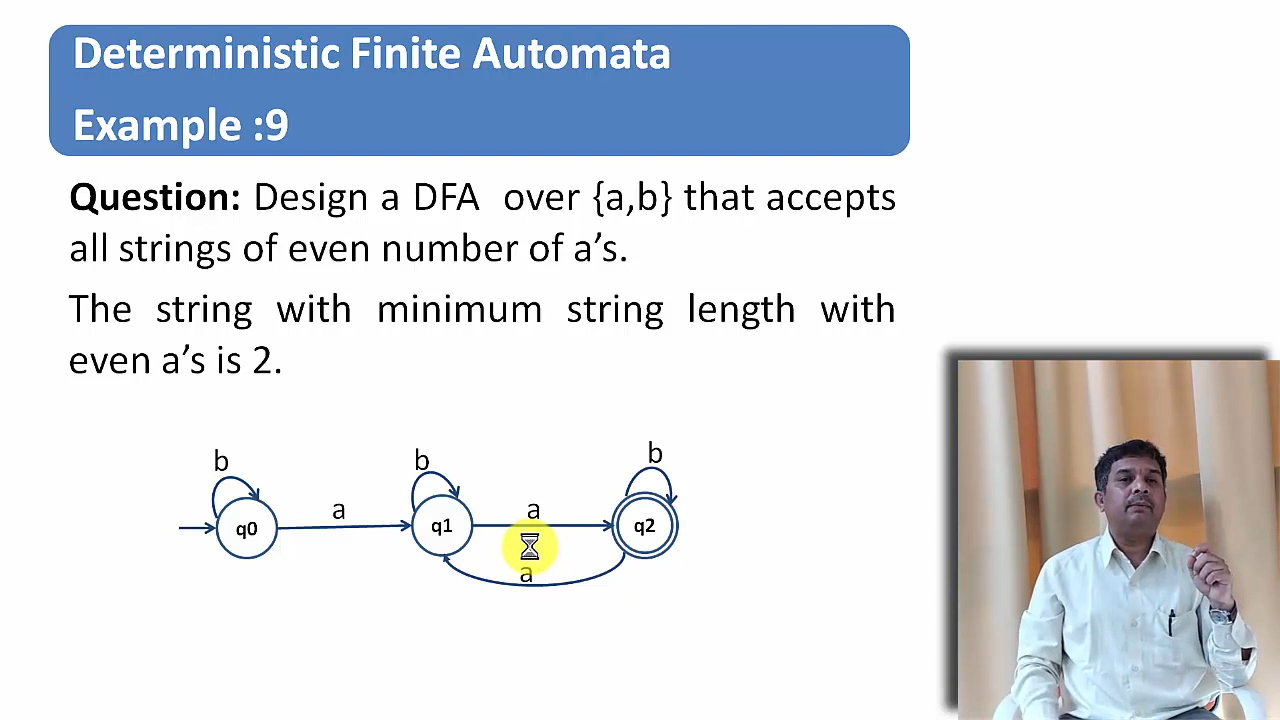 Deterministic Finite Automata
Example :9
Question: Design a DFA over {a,b} that accepts
all strings of even number of a’s.
The string with minimum string length with
even a’s is 2.
b b b
q0 a q1 a q2
a